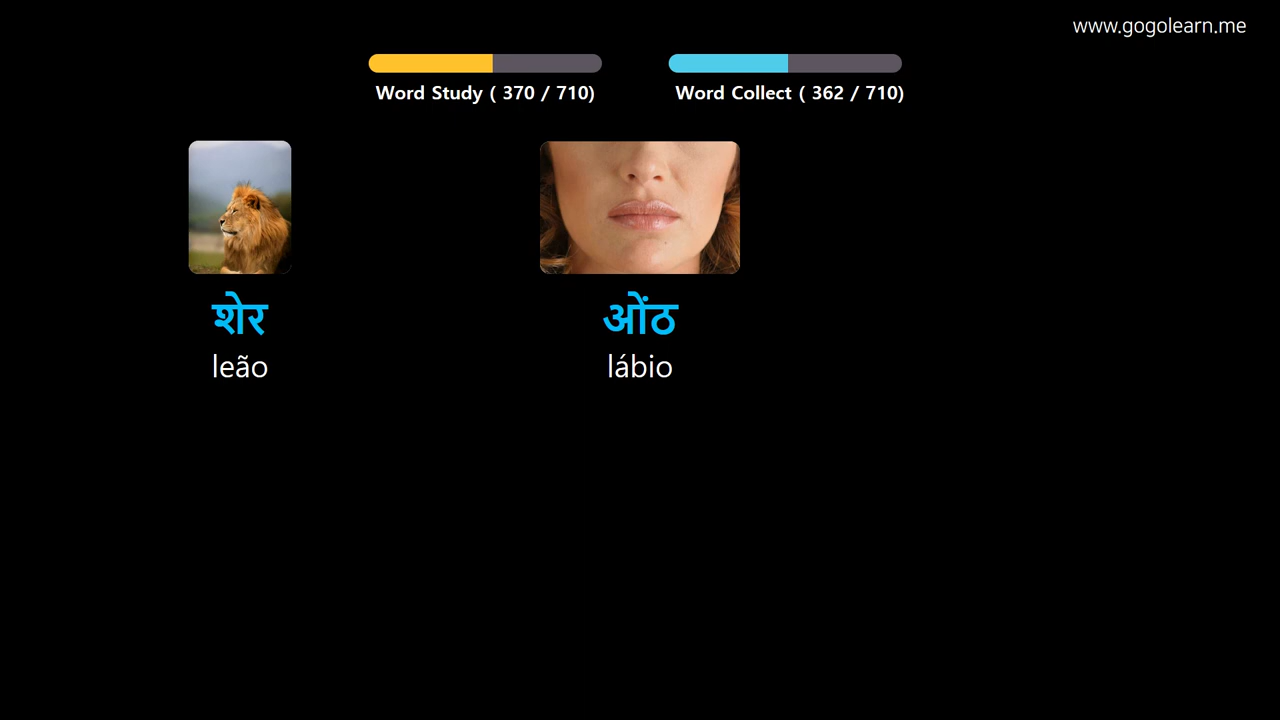 www.gogolearn.me
Word Study ( 370 / 710)
Word Collect ( 362 / 710)
शेर
leão
ओंठ
lábio